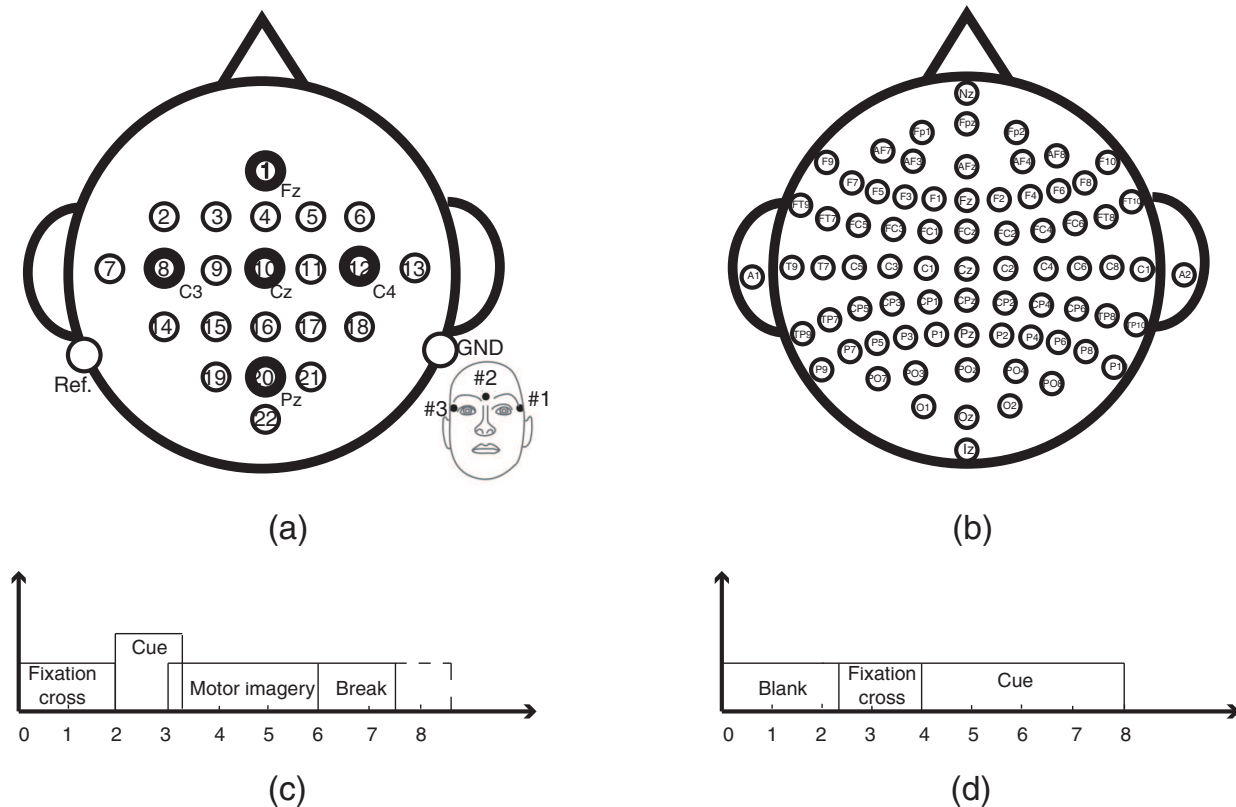 1
Fz
2 3 4 5 6
7 8 9 10 11 12 13
C3 Cz C4
14 15 16 17 18
Ref. GND
19 20 21
Pz
22
#2
#3 #1
(a)
Nz
Fp1 Fpz Fp2
AF7 AF3 AFz AF4 AF8
F9 F7 F5 F3 F1 Fz F2 F4 F6 F8 F10
FT9 FT7 FC5 FC3 FC1 FCz FC2 FC4 FC6 FT8 FT10
A1 T9 T7 C5 C3 C1 Cz C2 C4 C6 C8 C1 A2
TP9 TP7 CP5 CP3 CP1 CPz CP2 CP4 CP6 TP8 TP10
P9 P7 P5 P3 P1 Pz P2 P4 P6 P8 P1
PO7 PO3 POz PO4 PO8
O1 Oz O2
Iz
(b)
Cue
Fixation
cross
Motor imagery
Break
0 1 2 3 4 5 6 7 8
(c)
Blank
Fixation
cross
Cue
0 1 2 3 4 5 6 7 8
(d)